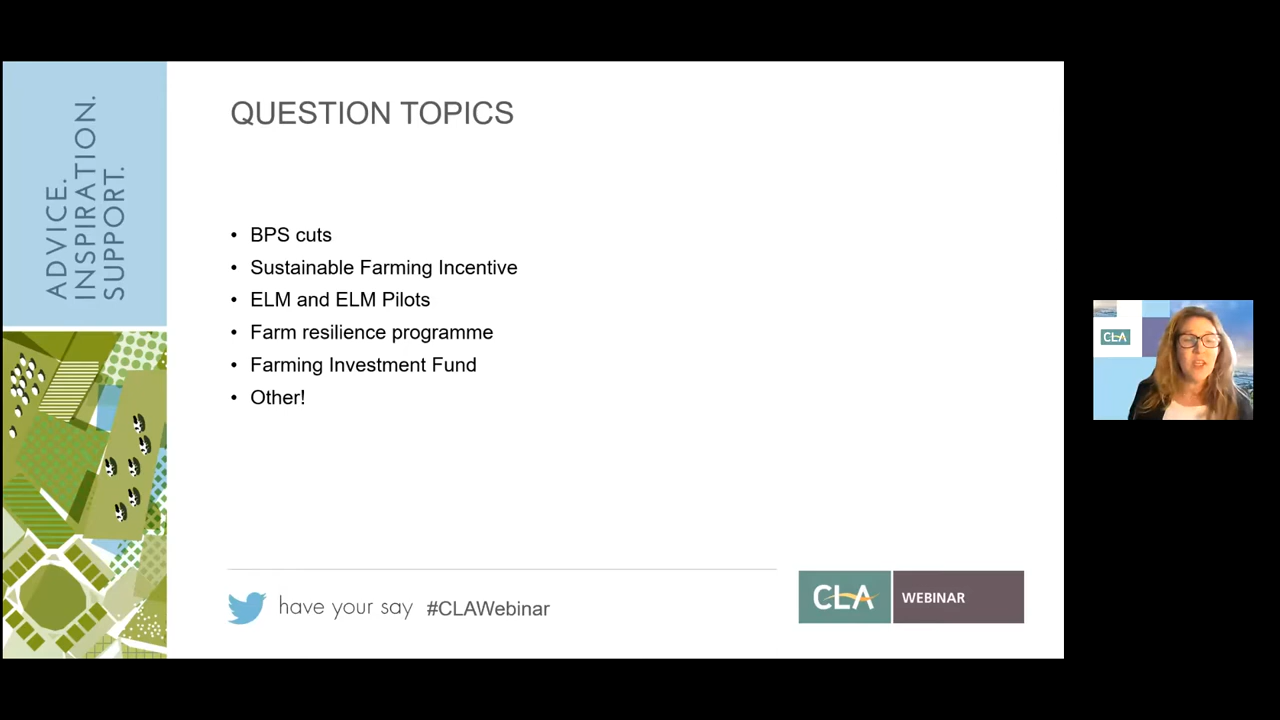 ADVICE.
INSPIRATION.
SUPPORT.
QUESTION TOPICS
• BPS cuts
• Sustainable Farming Incentive
• ELM and ELM Pilots
• Farm resilience programme
• Farming Investment Fund
• Other!
have your say #CLAWebinar
CLA WEBINAR
CLA